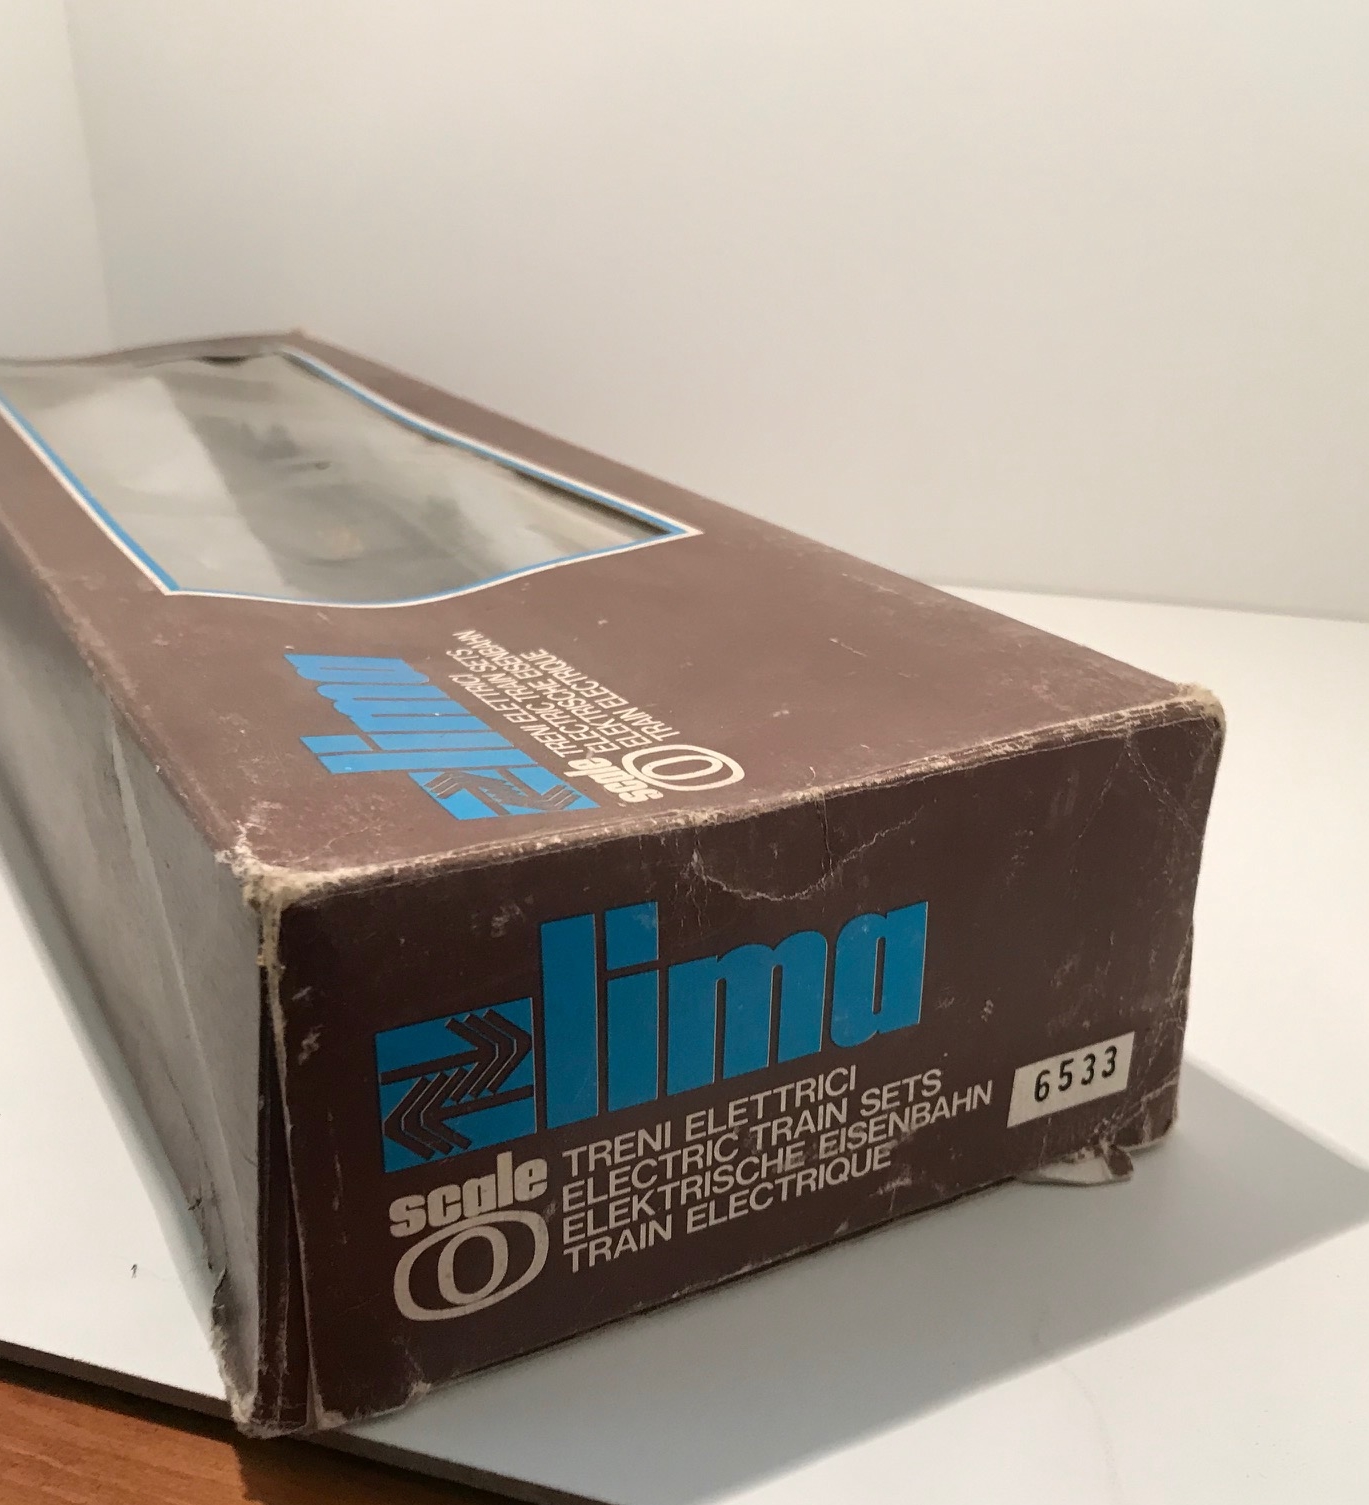 lima
TRENI ELETTRICI
ELECTRIC TRAIN SETS
ELEKTRISCHE EISENBAHN
TRAIN ELECTRIQUE
scale
O
lima
TRENI ELETTRICI
ELECTRIC TRAIN SETS
ELEKTRISCHE EISENBAHN
TRAIN ELECTRIQUE
scale
O
6533